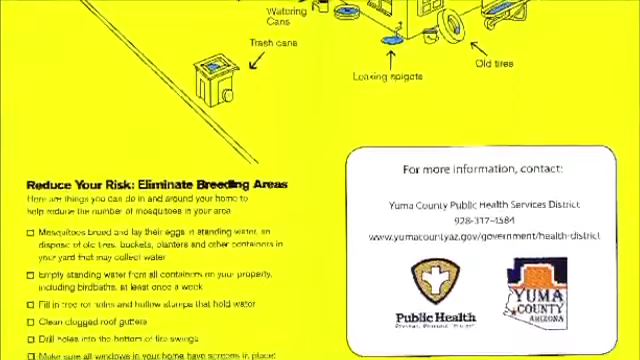 Watering
Cans
Trash cans
Leaking spigots
Old tires
Reduce Your Risk: Eliminate Breeding Areas
Here are things you can do in and around your home to
help reduce the number of mosquitoes in your area
Mosquitoes breed and lay their eggs in standing water, so
dispose of old tires, buckets, planters and other containers in
your yard that may collect water
Empty standing water from all containers on your property,
including birdbaths, at least once a week
Fill in tree rot holes and hollow stumps that hold water
Clean clogged roof gutters
Drill holes into the bottom of tire swings
Make sure all windows in your home have screens in place;
For more information, contact:
Yuma County Public Health Services District
928-317-4584
www.yumacountyaz.gov/government/health-district
Public Health
YUMA
COUNTY
ARIZONA